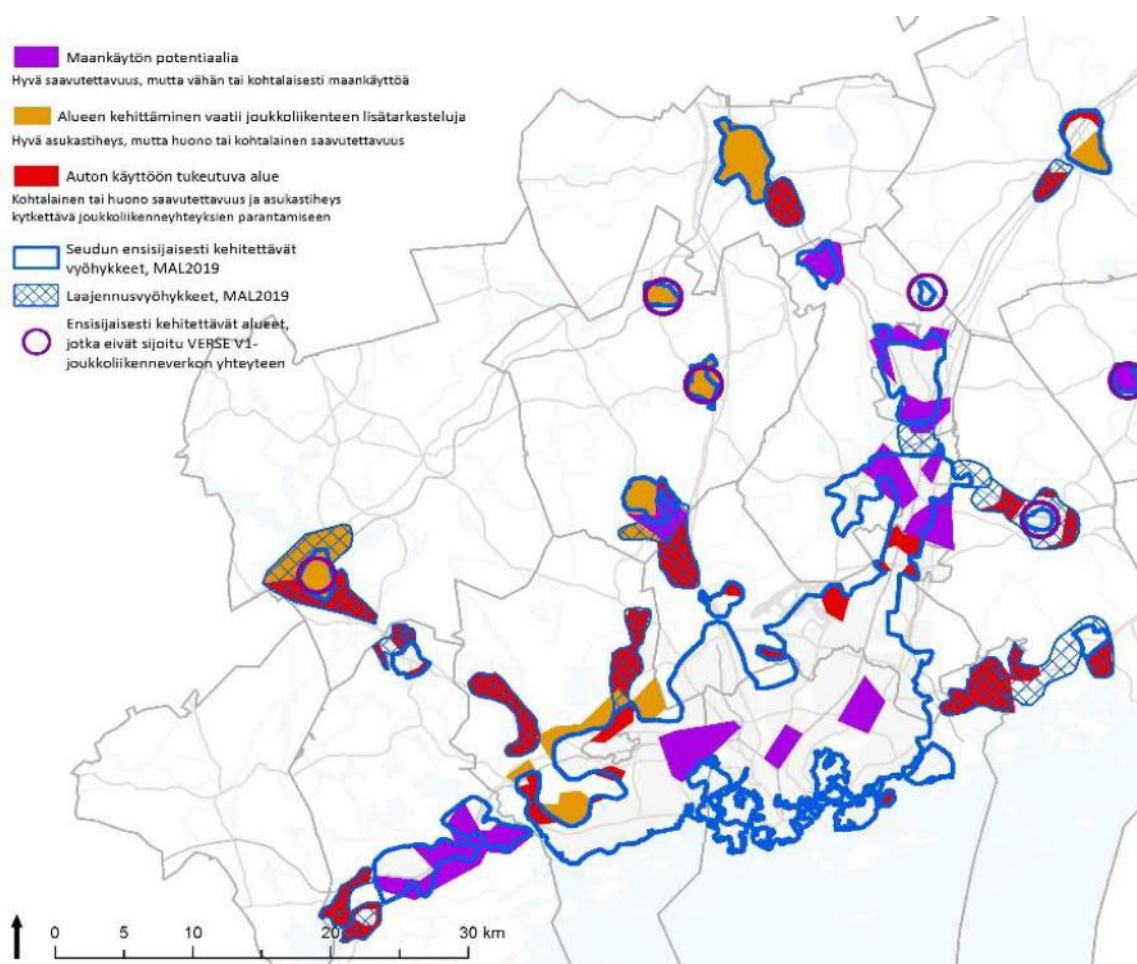 Maankäytön potentiaalia
Hyvä saavutettavuus, mutta vähän tai kohtalaisesti maankäyttöä
Alueen kehittäminen vaatii joukkoliikenteen lisätarkasteluja
Hyvä asukastiheys, mutta huono tai kohtalainen saavutettavuus
Auton käyttöön tukeutuva alue
Kohtalainen tai huono saavutettavuus ja asukastiheys
kytkettävä joukkoliikenneyhteyksien parantamiseen
Seudun ensisijaisesti kehitettävät
vyöhykkeet, MAL2019
Laajennusvyöhykkeet, MAL2019
Ensisijaisesti kehitettävät alueet,
jotka eivät sijoitu VERSE V1-
joukkoliikenneverkon yhteyteen
0 5 10 20 30 km